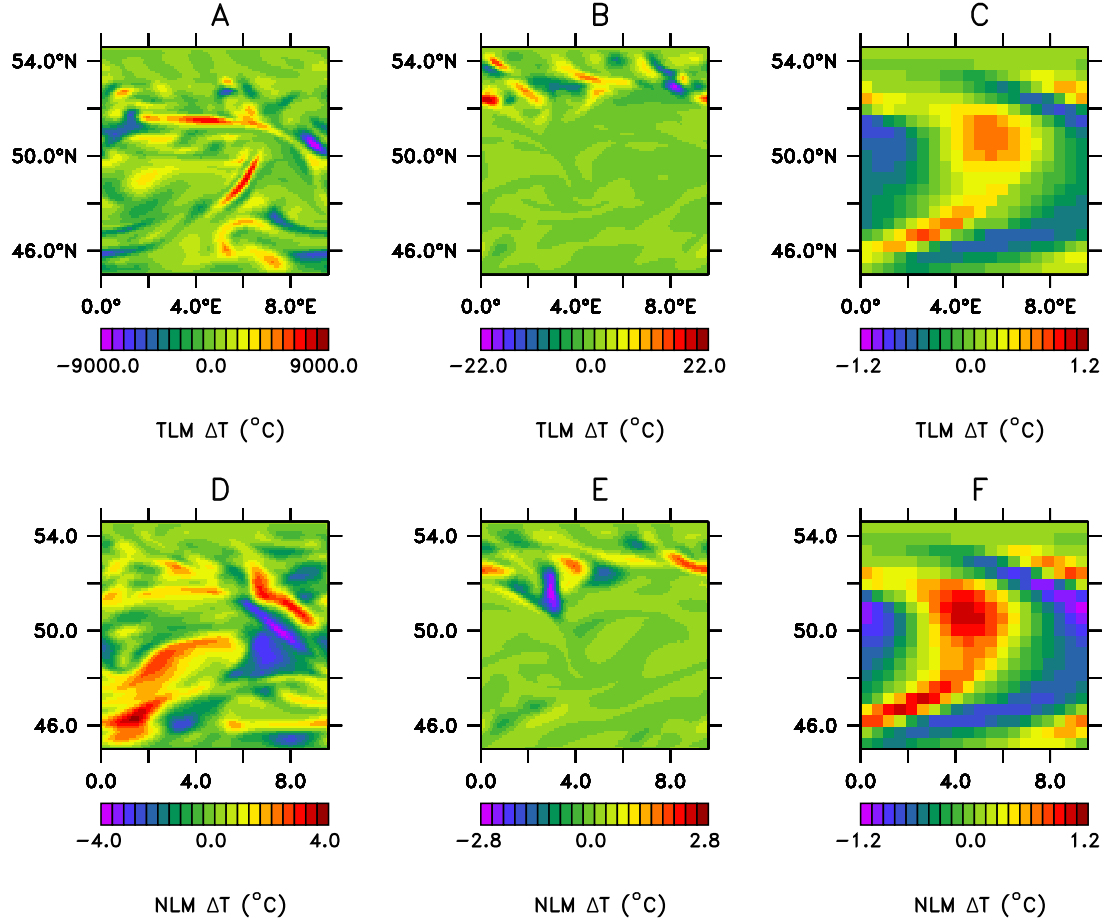 A B C
54.0°N 54.0°N 54.0°N
50.0°N 50.0°N 50.0°N
46.0°N 46.0°N 46.0°N
0.0° 4.0°E 8.0°E 0.0° 4.0°E 8.0°E 0.0° 4.0°E 8.0°E
-9000.0 0.0 9000.0 -22.0 0.0 22.0 -1.2 0.0 1.2
TLM ΔT (°C) TLM ΔT (°C) TLM ΔT (°C)
D E F
54.0 54.0 54.0
50.0 50.0 50.0
46.0 46.0 46.0
0.0 4.0 8.0 0.0 4.0 8.0 0.0 4.0 8.0
-4.0 0.0 4.0 -2.8 0.0 2.8 -1.2 0.0 1.2
NLM ΔT (°C) NLM ΔT (°C) NLM ΔT (°C)